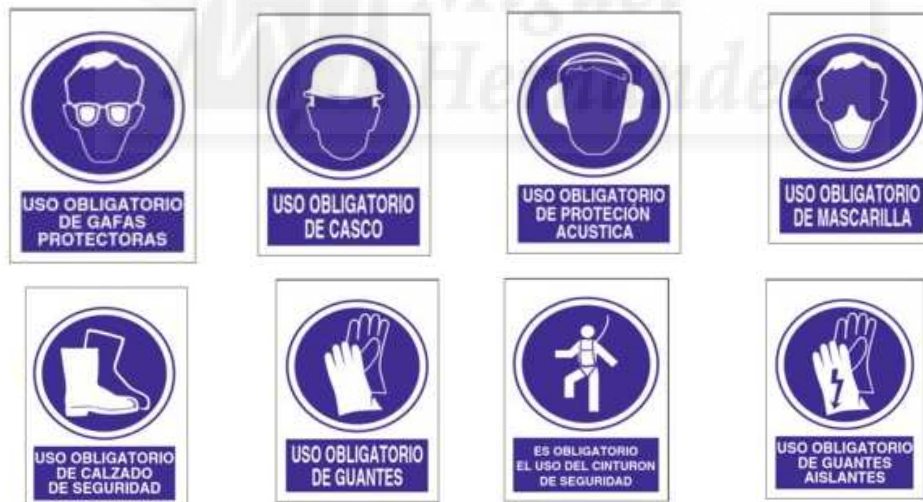 Miguel
Hernández
USO OBLIGATORIO
DE GAFAS
PROTECTORAS
USO OBLIGATORIO
DE CASCO
USO OBLIGATORIO
DE PROTECIÓN
ACUSTICA
USO OBLIGATORIO
DE MASCARILLA
USO OBLIGATORIO
DE CALZADO
DE SEGURIDAD
USO OBLIGATORIO
DE GUANTES
ES OBLIGATORIO
EL USO DEL CINTURON
DE SEGURIDAD
USO OBLIGATORIO
DE GUANTES
AISLANTES